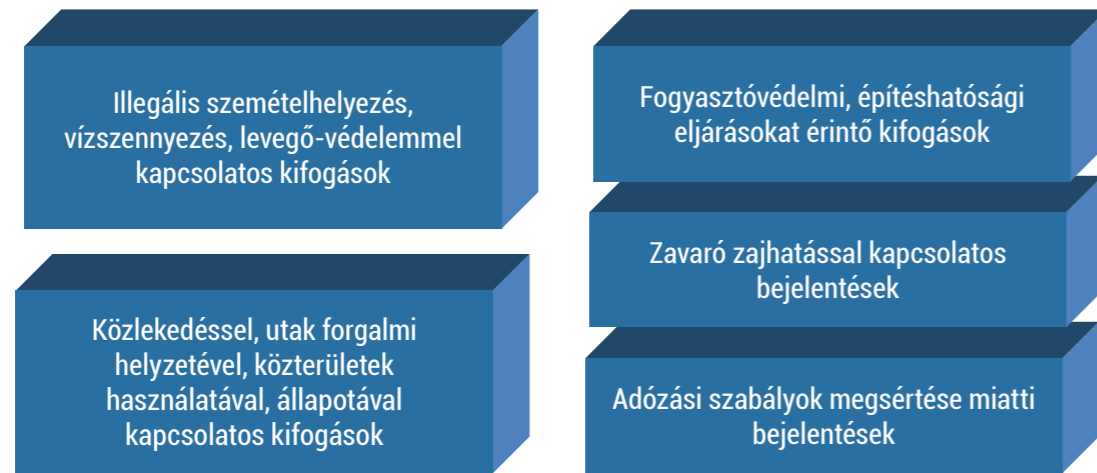 Illegális szemételhelyezés,
vízszennyezés, levegő-védelemmel
kapcsolatos kifogások
Közlekedéssel, utak forgalmi
helyzetével, közterületek
használatával, állapotával
kapcsolatos kifogások
Fogyasztóvédelmi, építéshatósági
eljárásokat érintő kifogások
Zavaró zajhatással kapcsolatos
bejelentések
Adózási szabályok megsértése miatti
bejelentések